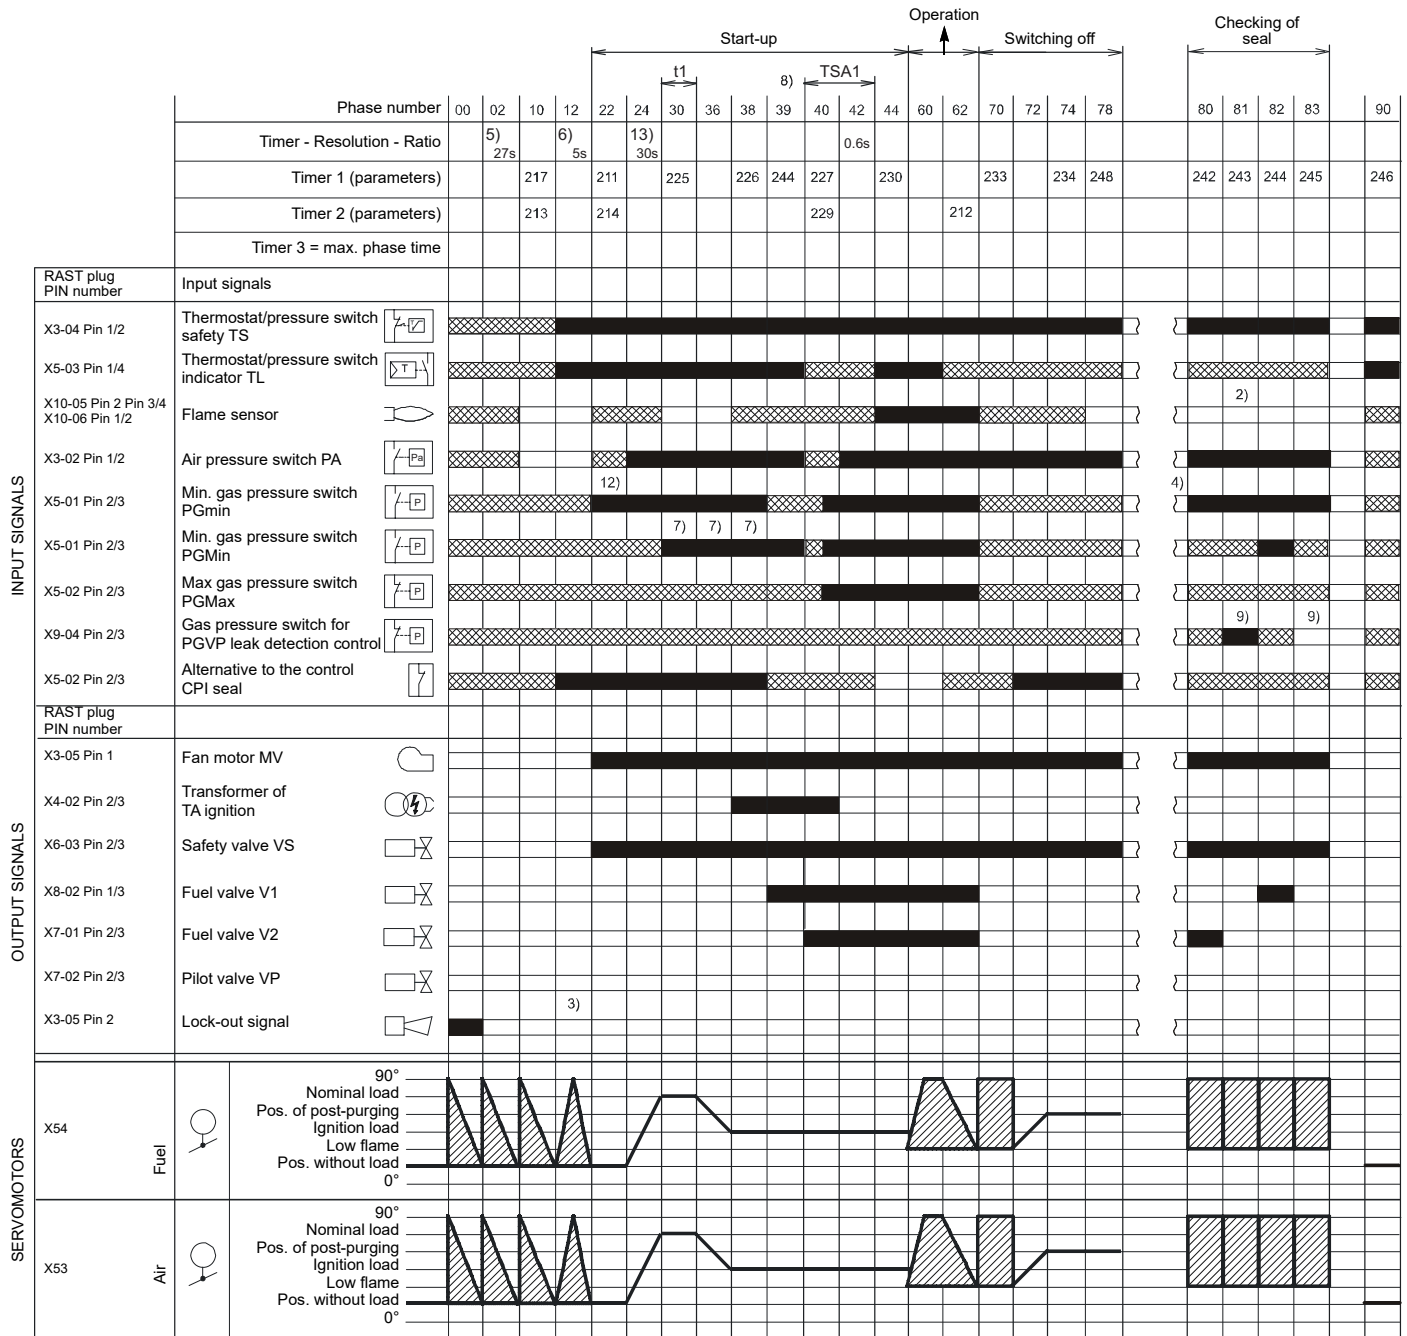 Operation
Start-up
Switching off
Checking of
seal
t1
8)
TSA1
Phase number 00 02 10 12 22 24 30 36 38 39 40 42 44 60 62 70 72 74 78 80 81 82 83 90
Timer - Resolution - Ratio 5) 27s 6) 5s 13) 30s 0.6s
Timer 1 (parameters) 217 211 225 226 244 227 230 233 234 248 242 243 244 245 246
Timer 2 (parameters) 213 214 229 212
Timer 3 = max. phase time
RAST plug
PIN number
Input signals
INPUT SIGNALS
X3-04 Pin 1/2
Thermostat/pressure switch
safety TS
X5-03 Pin 1/4
Thermostat/pressure switch
indicator TL
T
2)
X10-05 Pin 2 Pin 3/4
X10-06 Pin 1/2
Flame sensor
X3-02 Pin 1/2
Air pressure switch PA
Pa
12)
4)
X5-01 Pin 2/3
Min. gas pressure switch
PGmin
P
7) 7) 7)
X5-01 Pin 2/3
Min. gas pressure switch
PGMin
P
X5-02 Pin 2/3
Max gas pressure switch
PGMax
P
9) 9)
X9-04 Pin 2/3
Gas pressure switch for
PGVP leak detection control
P
X5-02 Pin 2/3
Alternative to the control
CPI seal
RAST plug
PIN number
OUTPUT SIGNALS
X3-05 Pin 1
Fan motor MV
X4-02 Pin 2/3
Transformer of
TA ignition
X6-03 Pin 2/3
Safety valve VS
X8-02 Pin 1/3
Fuel valve V1
X7-01 Pin 2/3
Fuel valve V2
X7-02 Pin 2/3
Pilot valve VP
3)
X3-05 Pin 2
Lock-out signal
SERVOMOTORS
X54
Fuel
90°
Nominal load
Pos. of post-purging
Ignition load
Low flame
Pos. without load
0°
X53
Air
90°
Nominal load
Pos. of post-purging
Ignition load
Low flame
Pos. without load
0°